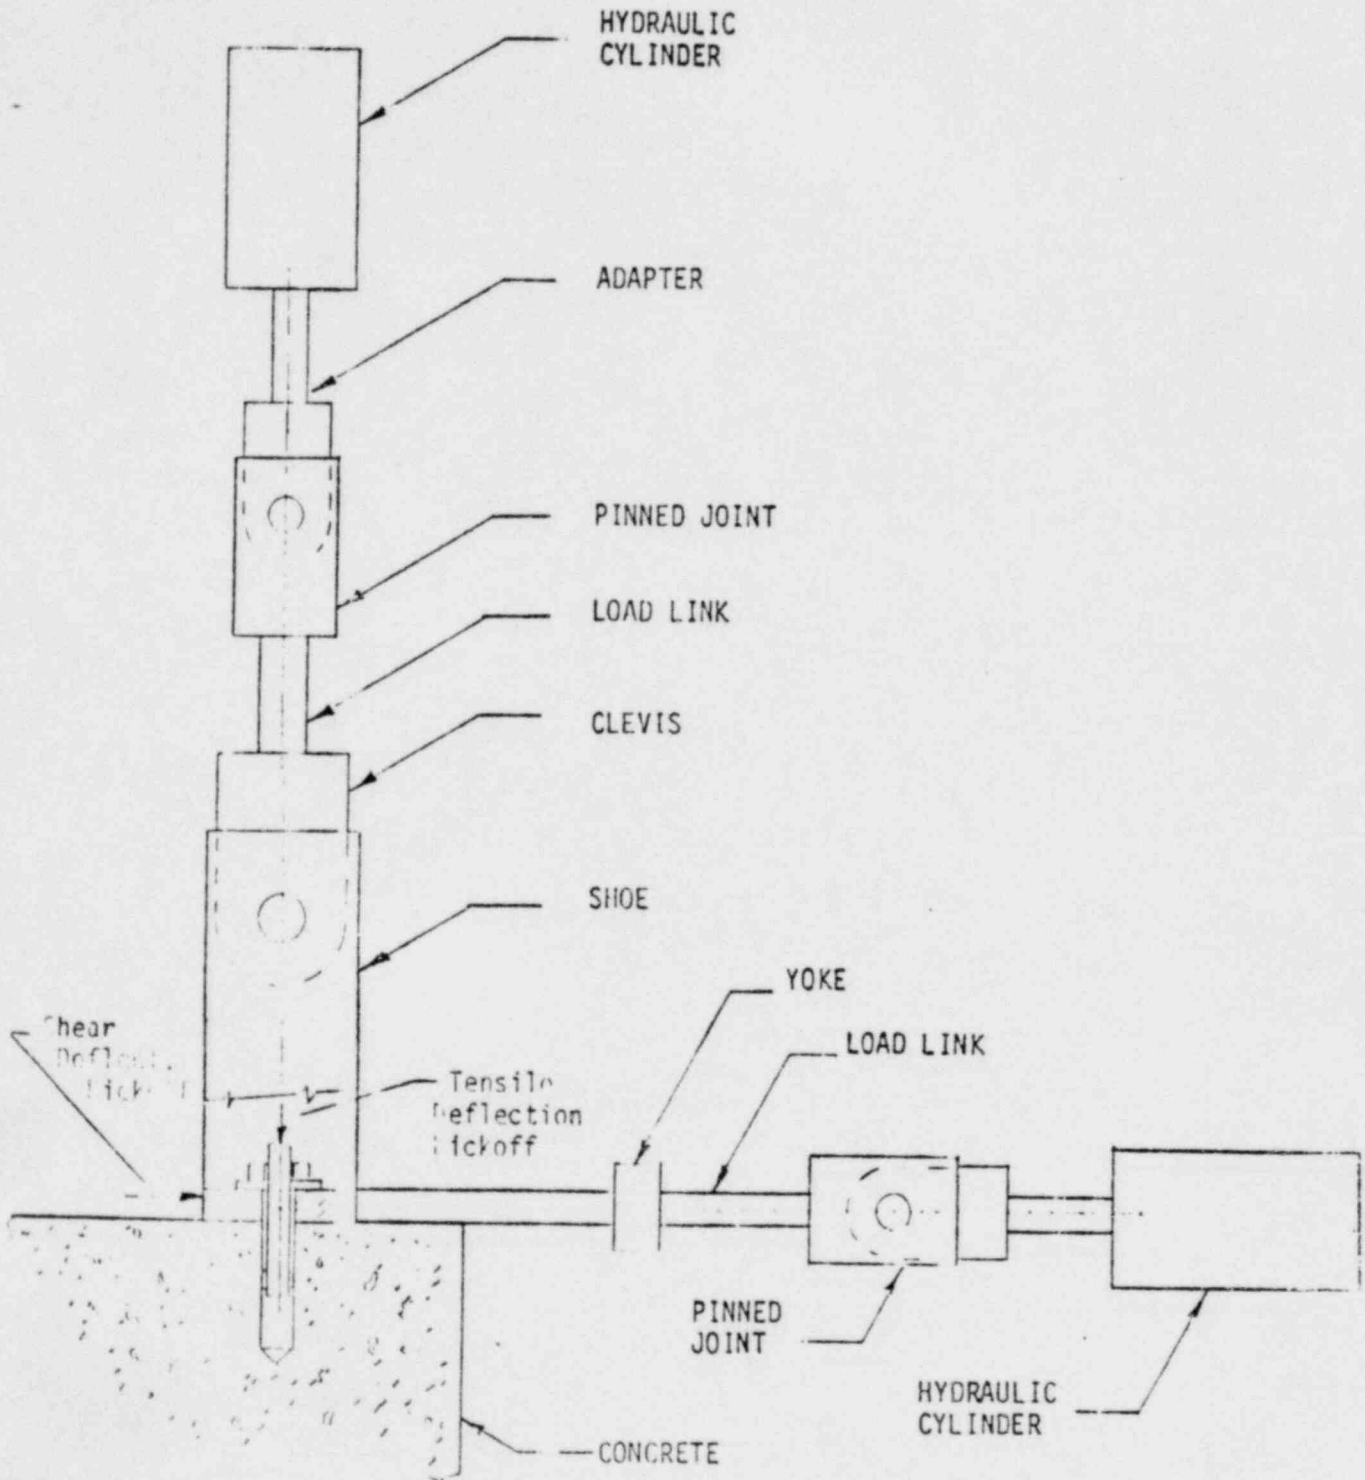 HYDRAULIC
CYLINDER
ADAPTER
PINNED JOINT
LOAD LINK
CLEVIS
SHOE
YOKE
LOAD LINK
Tensile
Deflection
PINNED
JOINT
HYDRAULIC
CYLINDER
CONCRETE